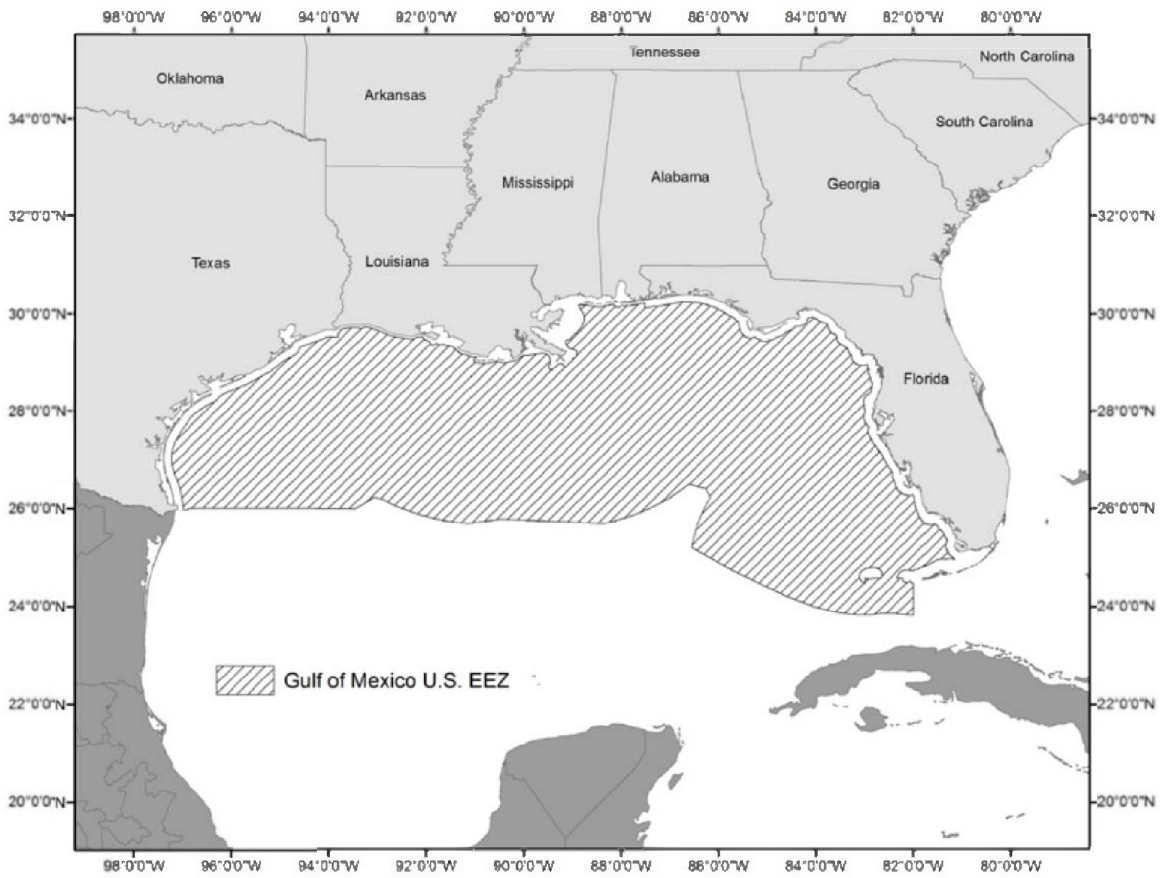 98°0'0"W 96°0'0"W 94°0'0"W 92°0'0"W 90°0'0"W 88°0'0"W 86°0'0"W 84°0'0"W 82°0'0"W 80°0'0"W
Tennessee
North Carolina
Oklahoma
Arkansas
34°0'0"N
34°0'0"N
South Carolina
Mississippi
Alabama
Georgia
32°0'0"N
32°0'0"N
Texas
Louisiana
30°0'0"N
30°0'0"N
Florida
28°0'0"N
28°0'0"N
26°0'0"N
26°0'0"N
24°0'0"N
24°0'0"N
Gulf of Mexico U.S. EEZ
22°0'0"N
22°0'0"N
20°0'0"N
20°0'0"N
98°0'0"W 96°0'0"W 94°0'0"W 92°0'0"W 90°0'0"W 88°0'0"W 86°0'0"W 84°0'0"W 82°0'0"W 80°0'0"W